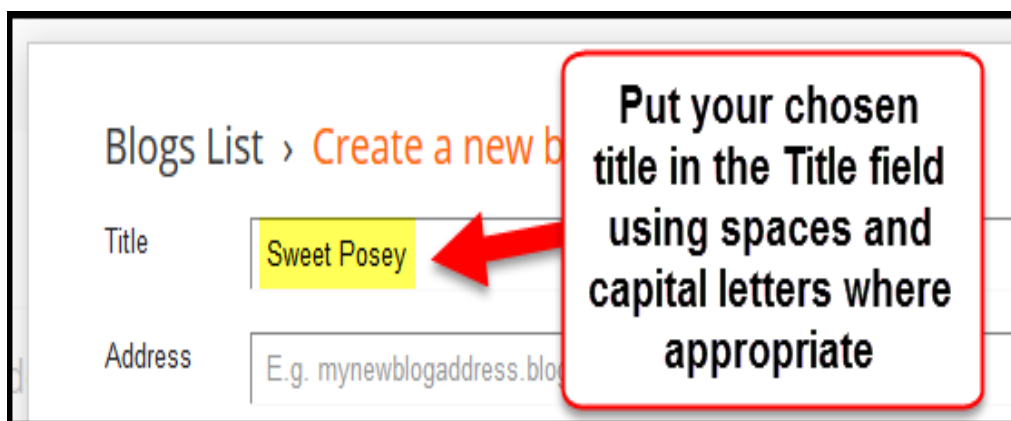 Blogs List › Create a new b
Put your chosen
title in the Title field
using spaces and
capital letters where
appropriate
Title
Sweet Posey
Address
E.g. mynewblogaddress.blog
d